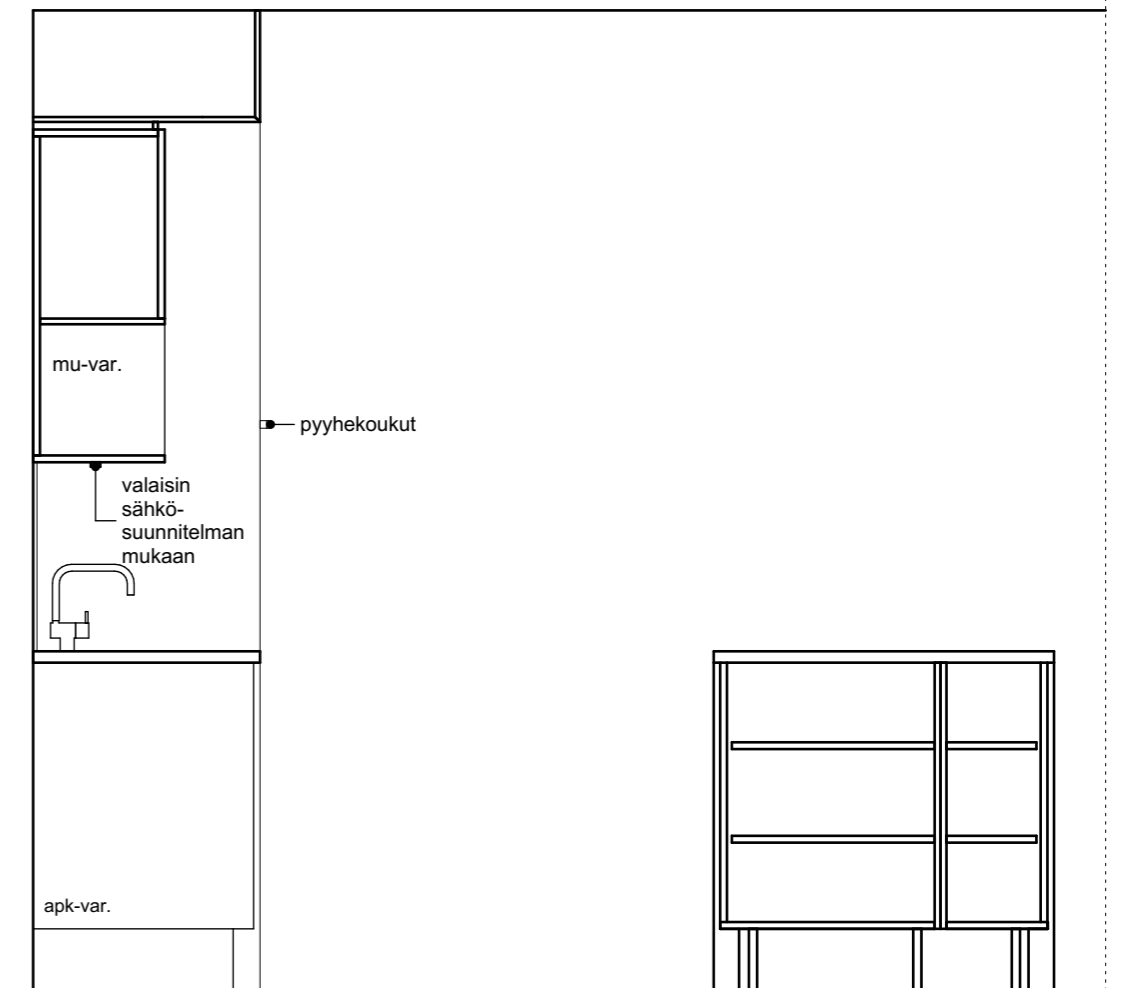 mu-var.
pyyhekoukut
valaisin
sähkö-
suunnitelman
mukaan
apk-var.